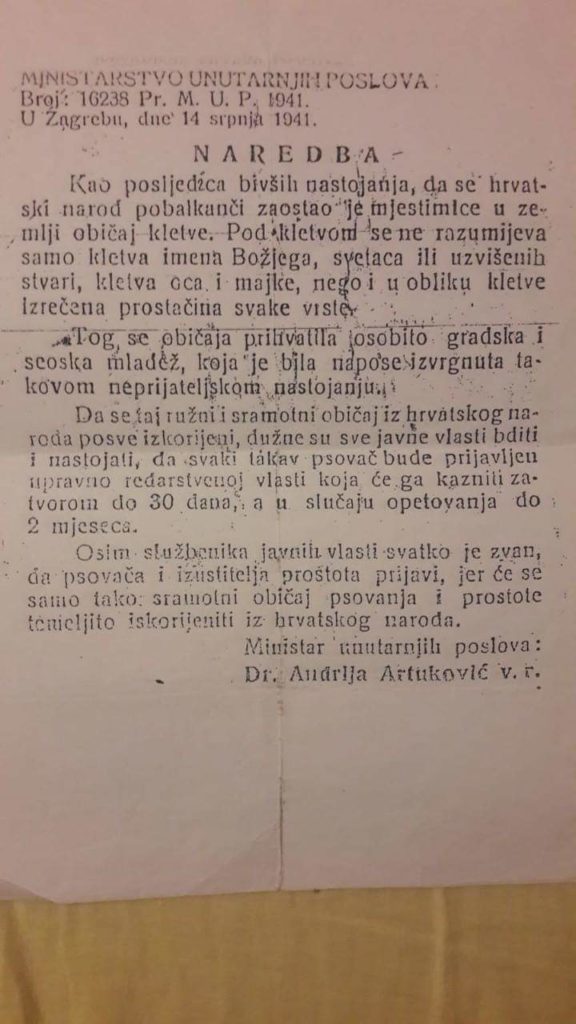 MINISTARSTVO UNUTARNJIH POSLOVA
Broj: 16238 Pr. M. U. P. 1941.
U Zagrebu, dne 14 srpnja 1941.
NAREDBA
Kao posljedica bivših nastojanja, da se hrvat-
ski narod pobalkanči zaostao je mjestimice u ze-
mlji običaj kletve. Pod kletvom se ne razumijeva
samo kletva imena Božjega, svetaca ili uzvišenih
stvari, kletva oca i majke, nego i u obliku kletve
izrečena prostačina svake vrste.
Tog se običaja prihvatila osobito gradska i
seoska mladež, koja je bila napose izvrgnuta ta-
kovom neprijateljskom nastojanju.
Da se taj ružni i sramotni običaj iz hrvatskog na-
roda posve izkorijeni, dužne su sve javne vlasti bditi
i nastojati, da svaki takav psovač bude prijavljen
upravno redarstvenoj vlasti koja će ga kazniti za-
tvorom do 30 dana, a u slučaju opetovanja do
2 mjeseca.
Osim službenika javnih vlasti svatko je zvan,
da psovača i izustitelja prostota prijavi, jer će se
samo tako sramotni običaj psovanja i prostote
temeljito iskorijeniti iz hrvatskog naroda.
Ministar unutarnjih poslova:
Dr. Andrija Artuković v. r.